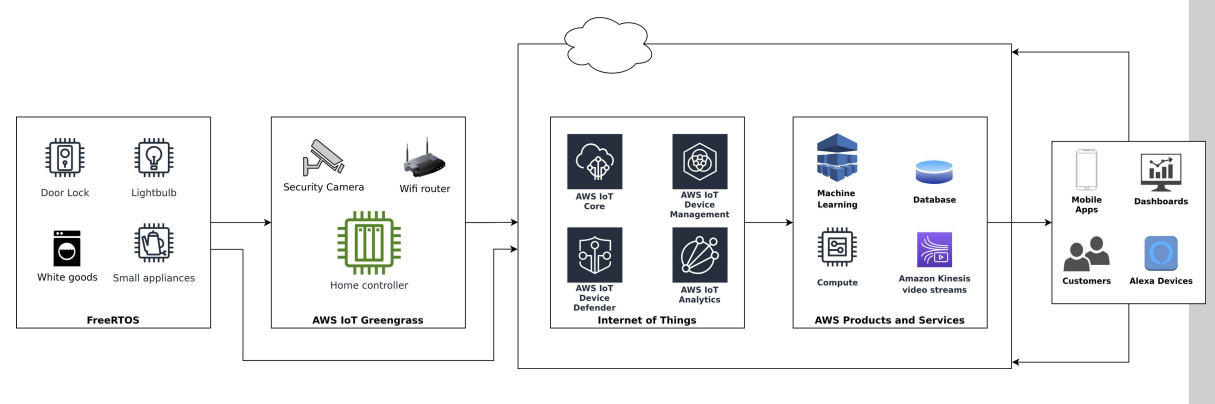 Door Lock
Lightbulb
White goods
Small appliances
FreeRTOS
Security Camera
Wifi router
Home controller
AWS IoT Greengrass
AWS IoT
Core
AWS IoT
Device
Management
AWS IoT
Device
Defender
AWS IoT
Analytics
Internet of Things
Machine
Learning
Database
Compute
Amazon Kinesis
video streams
AWS Products and Services
Mobile
Apps
Dashboards
Customers
Alexa Devices